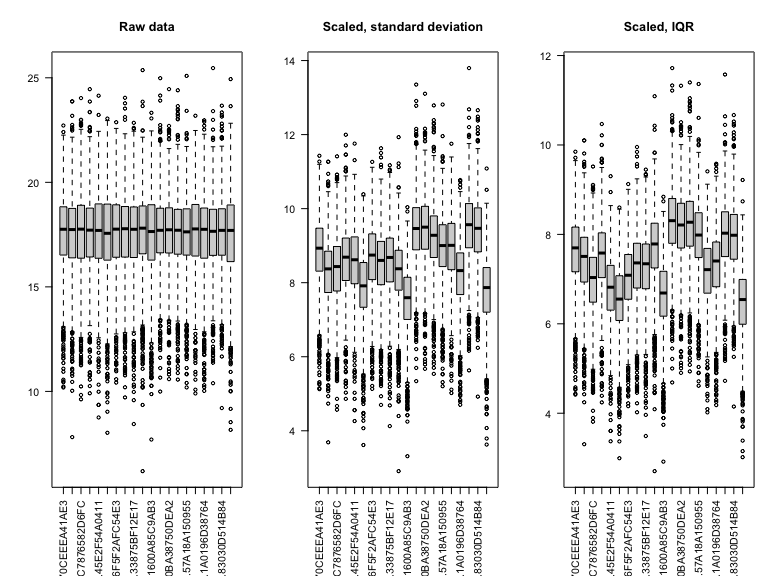 Raw data
25
20
15
10
70CEEEA41AE3
C7876582D6FC
.45E2F54A0411
6F5F2AFC54E3
.33875BF12E17
1600A85C9AB3
0BA38750DEA2
.57A18A150955
.1A0196D38764
.83030D514B84
Scaled, standard deviation
14
12
10
8
6
4
70CEEEA41AE3
C7876582D6FC
.45E2F54A0411
6F5F2AFC54E3
.33875BF12E17
1600A85C9AB3
0BA38750DEA2
.57A18A150955
.1A0196D38764
.83030D514B84
Scaled, IQR
12
10
8
6
4
70CEEEA41AE3
C7876582D6FC
.45E2F54A0411
6F5F2AFC54E3
.33875BF12E17
1600A85C9AB3
0BA38750DEA2
.57A18A150955
.1A0196D38764
.83030D514B84